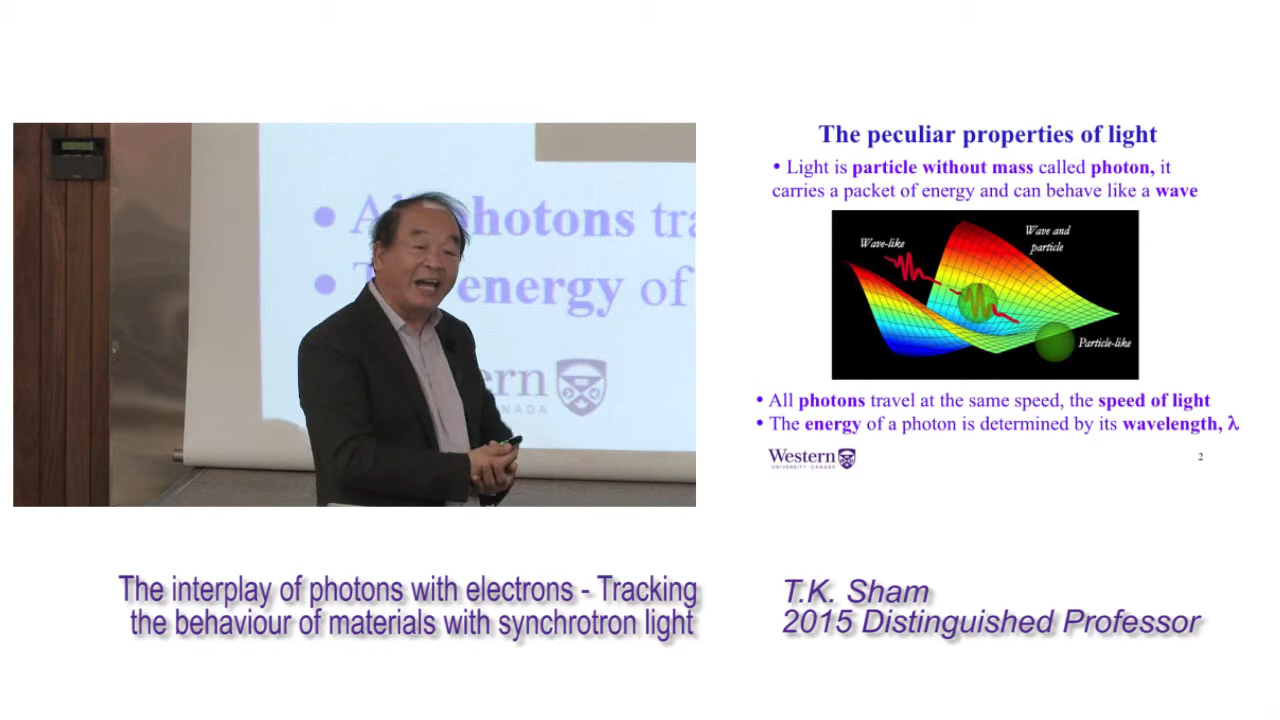 photons tra
energy of
ern
ANADA
The peculiar properties of light
• Light is particle without mass called photon, it
carries a packet of energy and can behave like a wave
Wave-like
Wave and
particle
Particle-like
• All photons travel at the same speed, the speed of light
• The energy of a photon is determined by its wavelength, λ
Western
UNIVERSITY · CANADA
2
The interplay of photons with electrons - Tracking
the behaviour of materials with synchrotron light
T.K. Sham
2015 Distinguished Professor